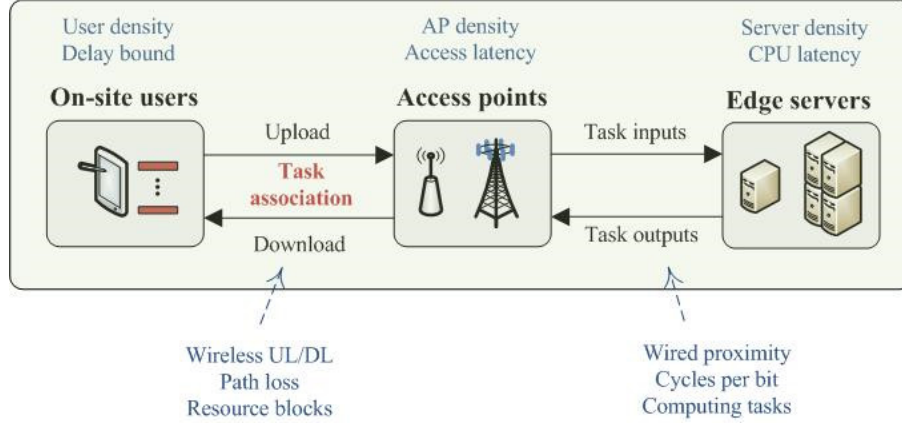 User density
Delay bound
AP density
Access latency
Server density
CPU latency
On-site users
Access points
Edge servers
Upload
Task
association
Download
Task inputs
Task outputs
Wireless UL/DL
Path loss
Resource blocks
Wired proximity
Cycles per bit
Computing tasks